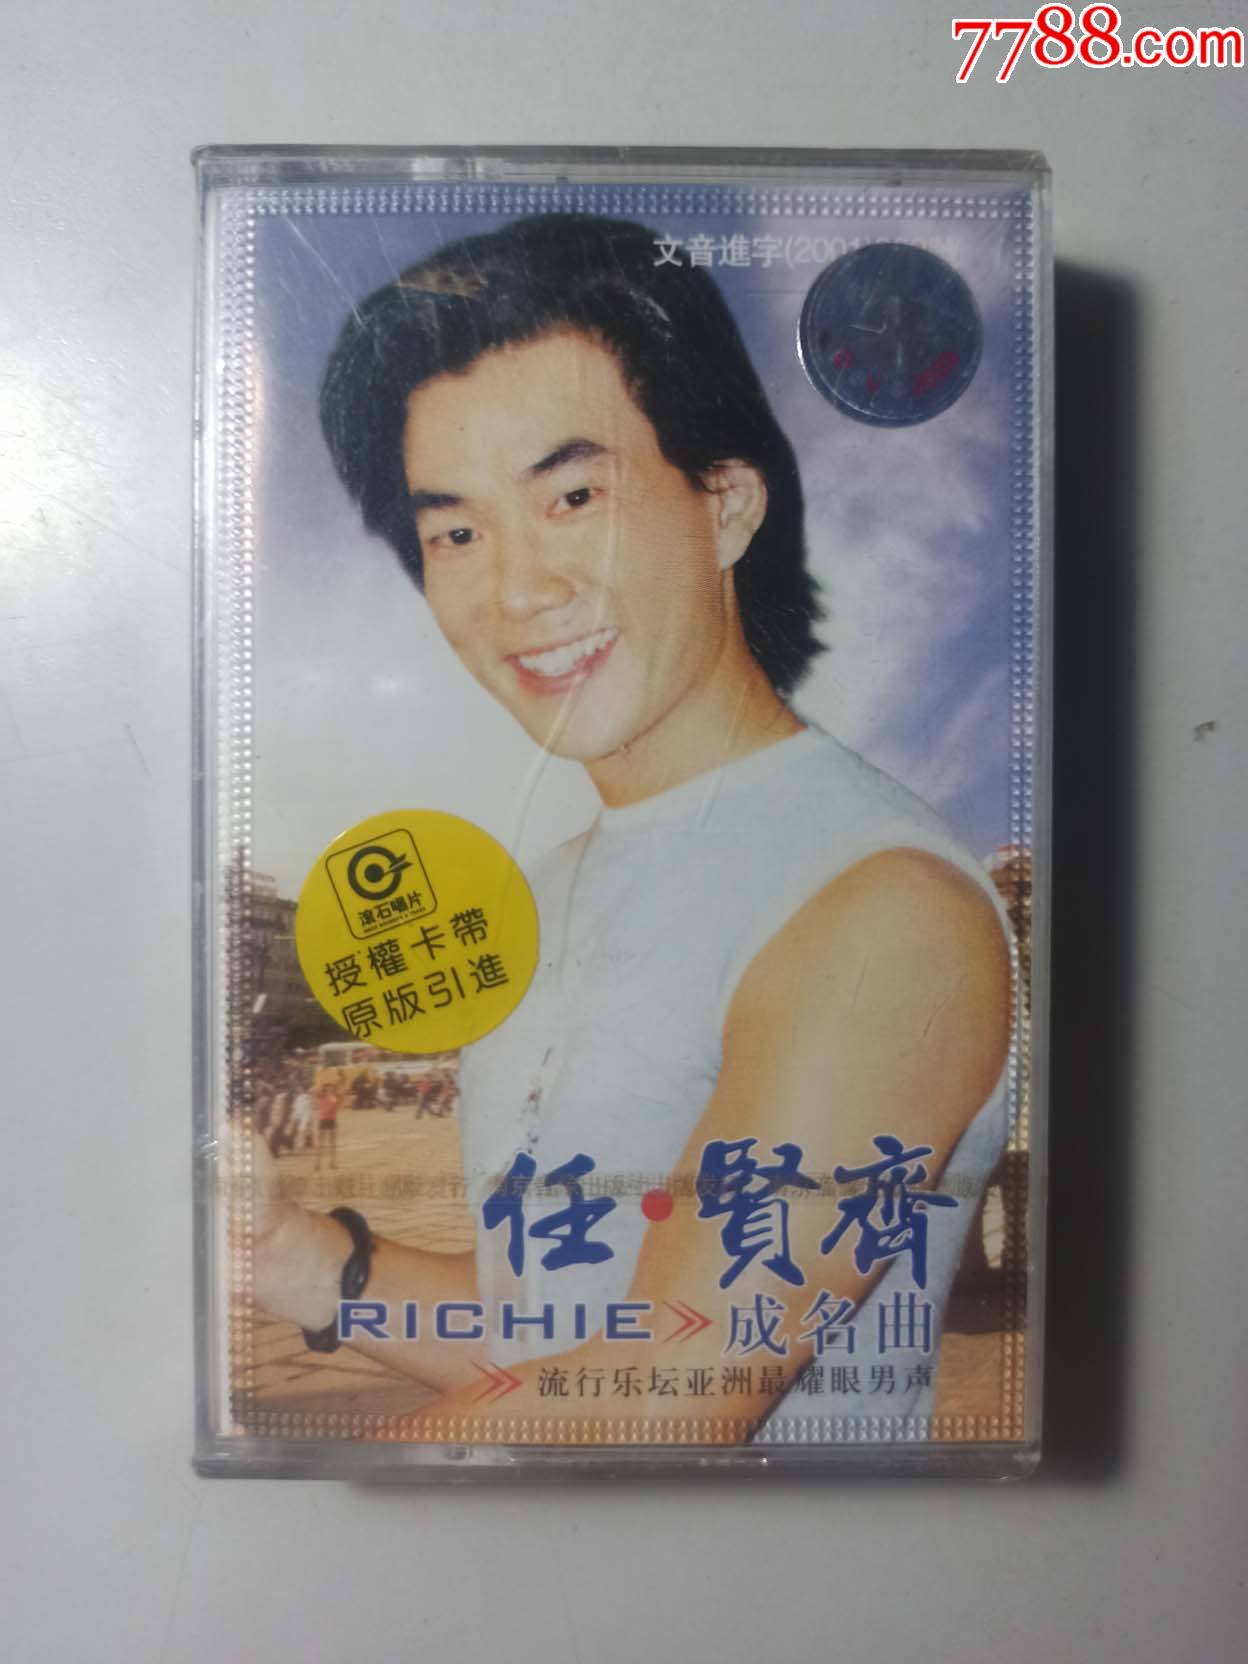 7788.com
文音進字(2001)
滾石唱片
授權卡帶
原版引進
任·賢齊
RICHIE》成名曲
》流行乐坛亚洲最耀眼男声